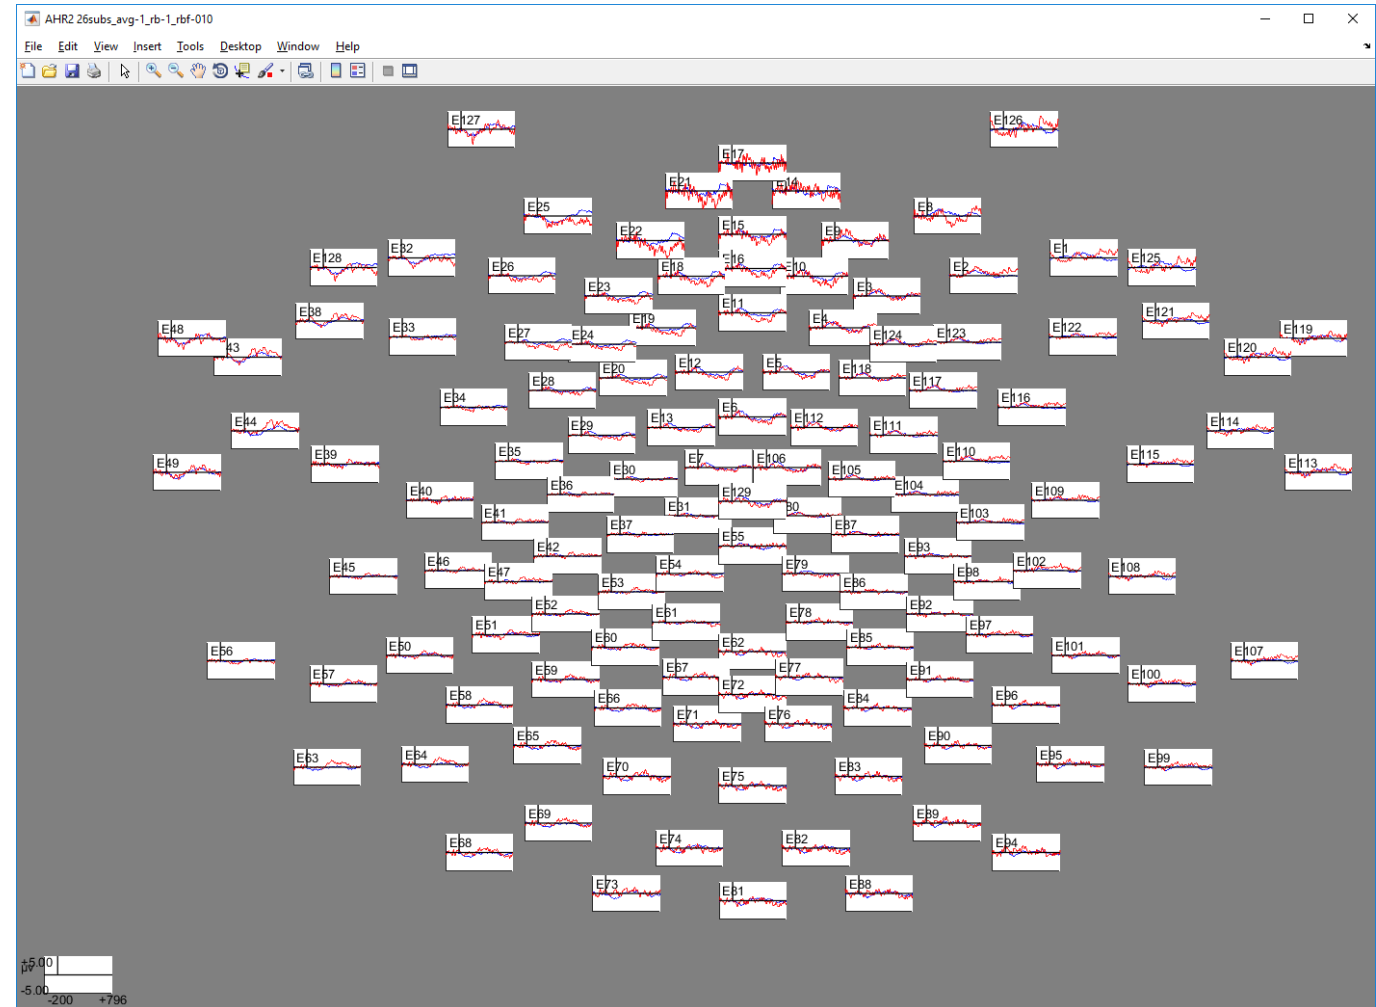 AHR2 26subs_avg-1_rb-1_rbf-010
File Edit View Insert Tools Desktop Window Help
E127 E126
E17
E21 E14
E25 E8
E15
E22 E9
E32 E1
E128 E18 E16 E10 E125
E26 E2
E23 E3
E11
E38 E19 E4 E121
E48 E33 E27 E24 E124 E123 E122 E119
43 E120
E12 E5
E20 E118
E28 E117
E34 E116
E6
E44 E13 E112 E114
E29 E111
E39 E35 E110 E115
E49 E7 E106 E113
E30 E105
E40 E36 E104 E109
E129
E41 E31 80 E103
E37 E87
E55
E42 E93
E45 E46 E54 E79 E102 E108
E47 E98
E53 E86
E52 E92
E61 E78
E51 E97
E60 E62 E85
E56 E50 E101 E107
E57 E59 E67 E77 E91 E100
E72
E58 E66 E84 E96
E71 E76
E65 E90
E63 E64 E95 E99
E70 E83
E75
E69 E89
E68 E74 E82 E94
E73 E81 E88
+5.00
µv
-5.00
-200 +796